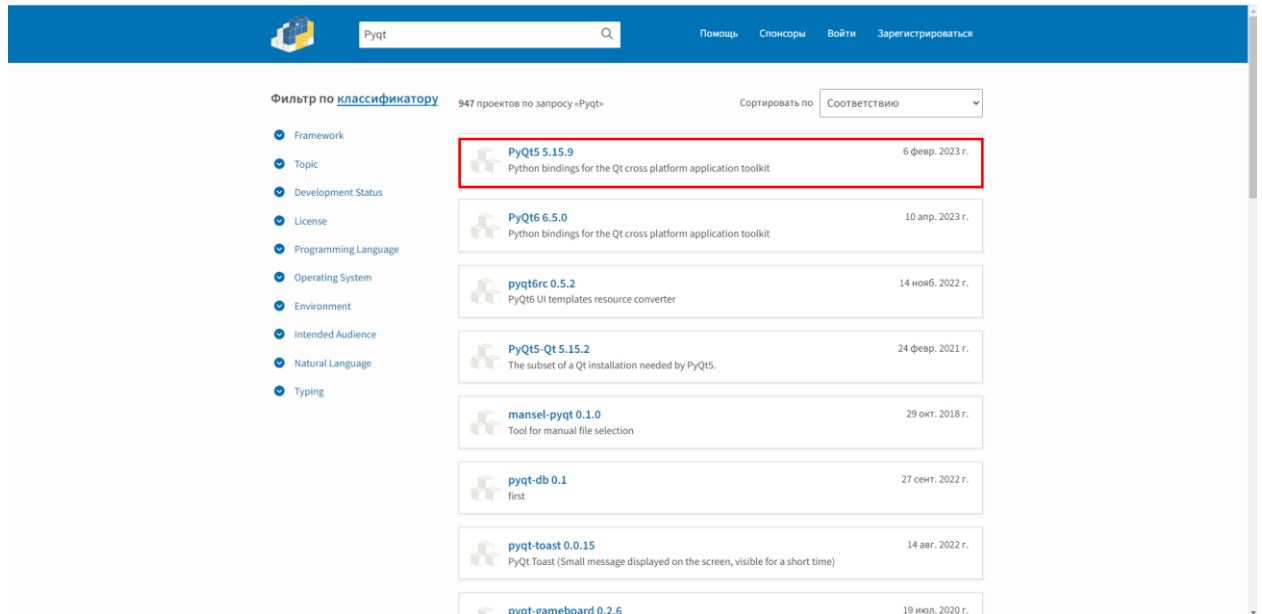 Pyqt
Помощь Спонсоры Войти Зарегистрироваться
Фильтр по классификатору
Framework
Topic
Development Status
License
Programming Language
Operating System
Environment
Intended Audience
Natural Language
Typing
947 проектов по запросу «Pyqt»
Сортировать по Соответствию
PyQt5 5.15.9 6 февр. 2023 г.
Python bindings for the Qt cross platform application toolkit
PyQt6 6.5.0 10 апр. 2023 г.
Python bindings for the Qt cross platform application toolkit
pyqt6rc 0.5.2 14 нояб. 2022 г.
PyQt6 UI templates resource converter
PyQt5-Qt 5.15.2 24 февр. 2021 г.
The subset of a Qt installation needed by PyQt5.
mansel-pyqt 0.1.0 29 окт. 2018 г.
Tool for manual file selection
pyqt-db 0.1 27 сент. 2022 г.
first
pyqt-toast 0.0.15 14 авг. 2022 г.
PyQt Toast (Small message displayed on the screen, visible for a short time)
pyqt-gameboard 0.2.6 19 июл. 2020 г.